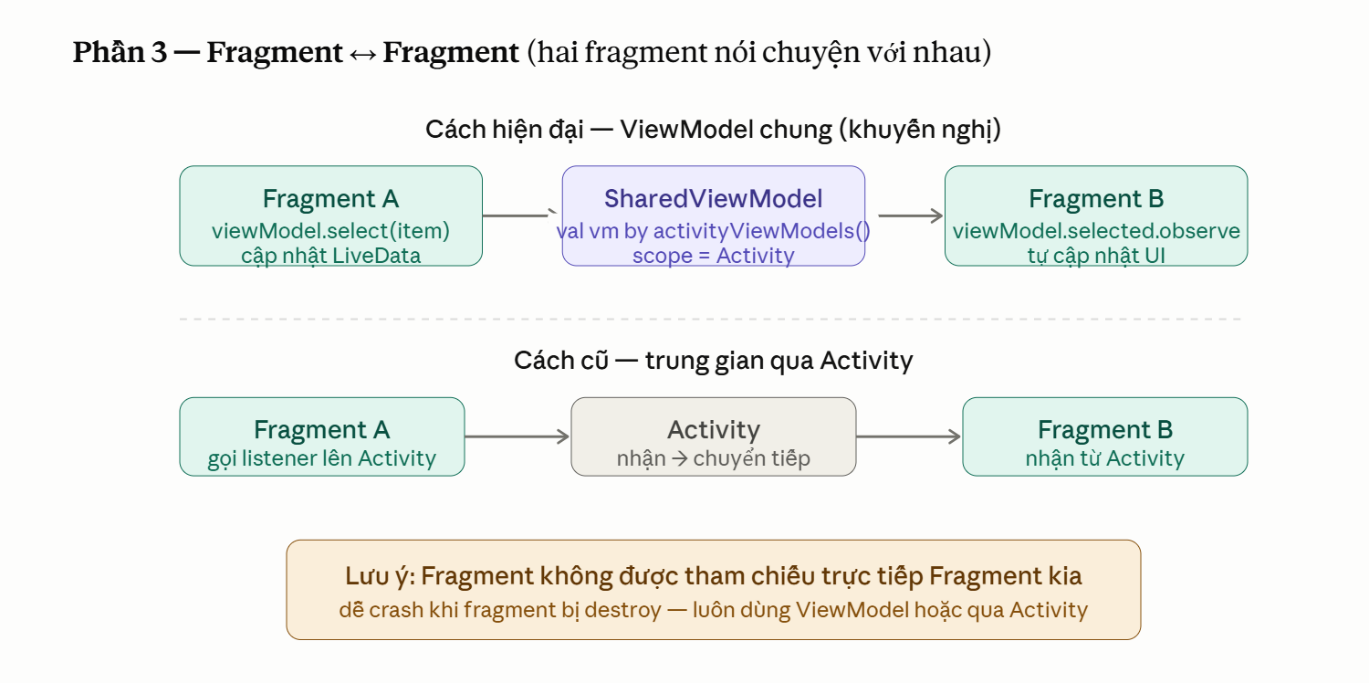 Phần 3 — Fragment ↔ Fragment (hai fragment nói chuyện với nhau)
Cách hiện đại — ViewModel chung (khuyến nghị)
Fragment A
viewModel.select(item)
cập nhật LiveData
SharedViewModel
val vm by activityViewModels()
scope = Activity
Fragment B
viewModel.selected.observe
tự cập nhật UI
Cách cũ — trung gian qua Activity
Fragment A
gọi listener lên Activity
Activity
nhận → chuyển tiếp
Fragment B
nhận từ Activity
Lưu ý: Fragment không được tham chiếu trực tiếp Fragment kia
dễ crash khi fragment bị destroy — luôn dùng ViewModel hoặc qua Activity